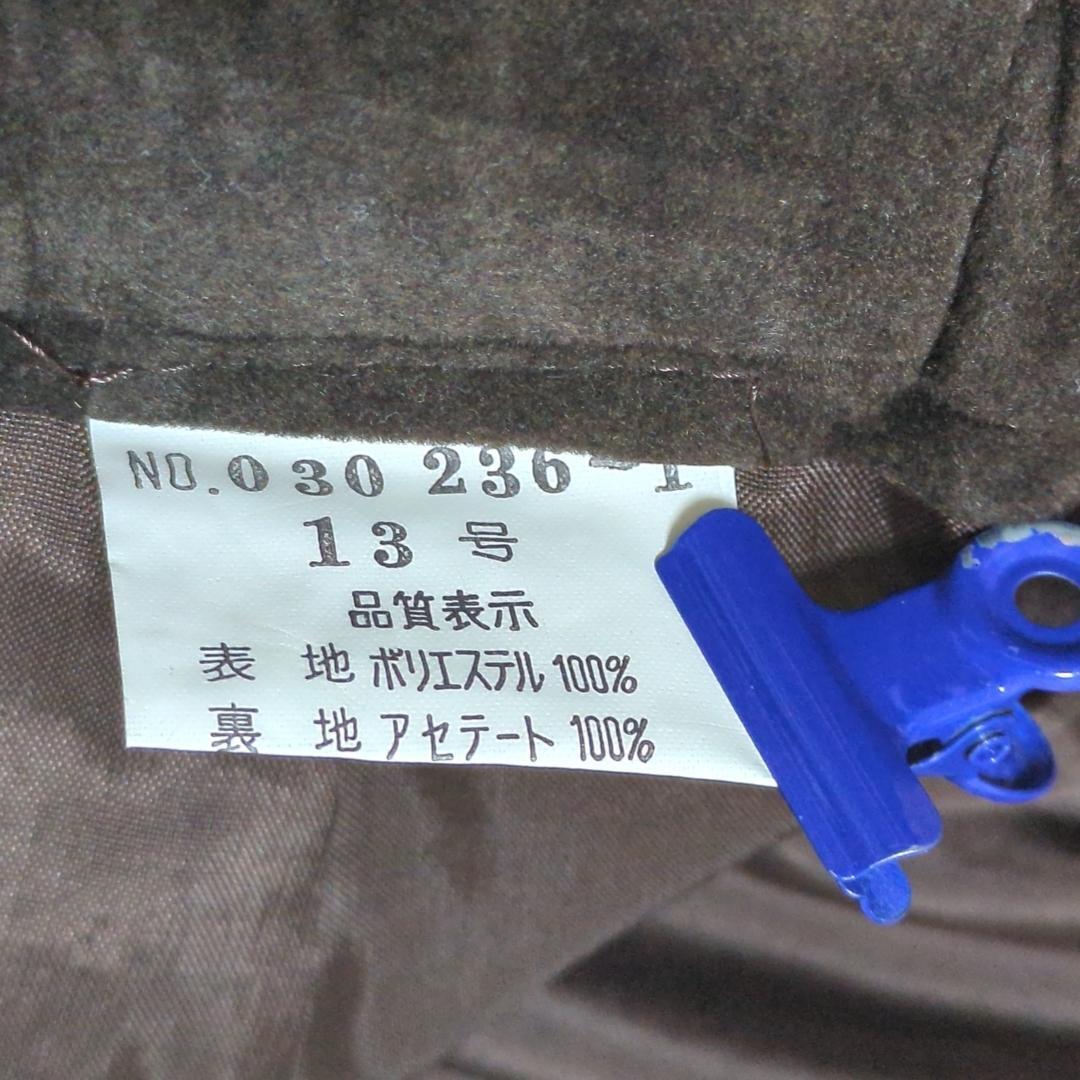 NO.030 236-1
13 号
品質表示
表 地 ポリエステル 100%
裏 地 アセテート 100%